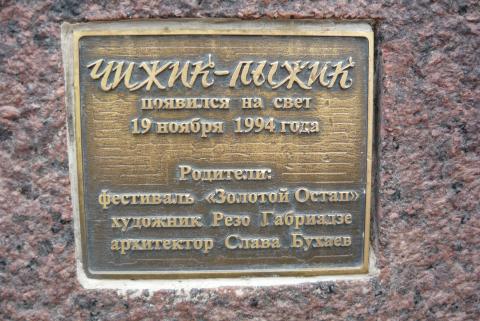 ЧИЖИК-ПЫЖИК
появился на свет
19 ноября 1994 года
Родители:
фестиваль «Золотой Остап»
художник Резо Габриадзе
архитектор Слава Бухаев